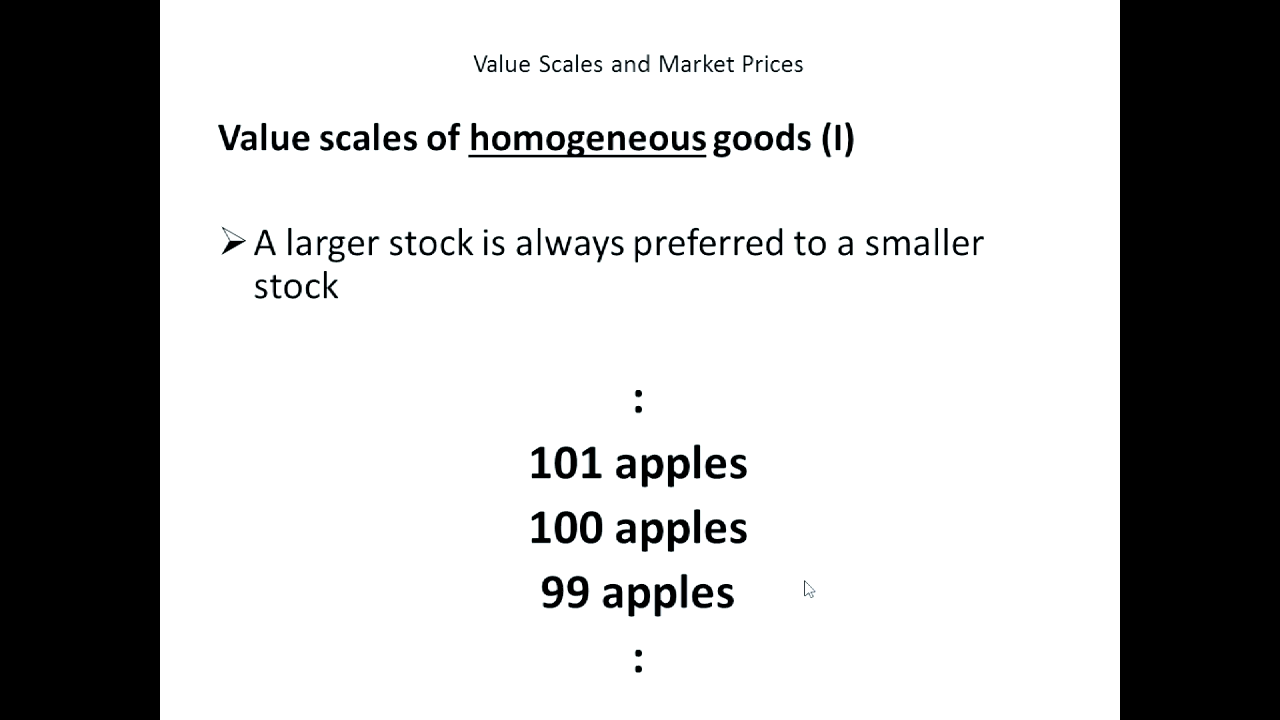 Value Scales and Market Prices
Value scales of homogeneous goods (I)
➢ A larger stock is always preferred to a smaller
stock
:
101 apples
100 apples
99 apples
: